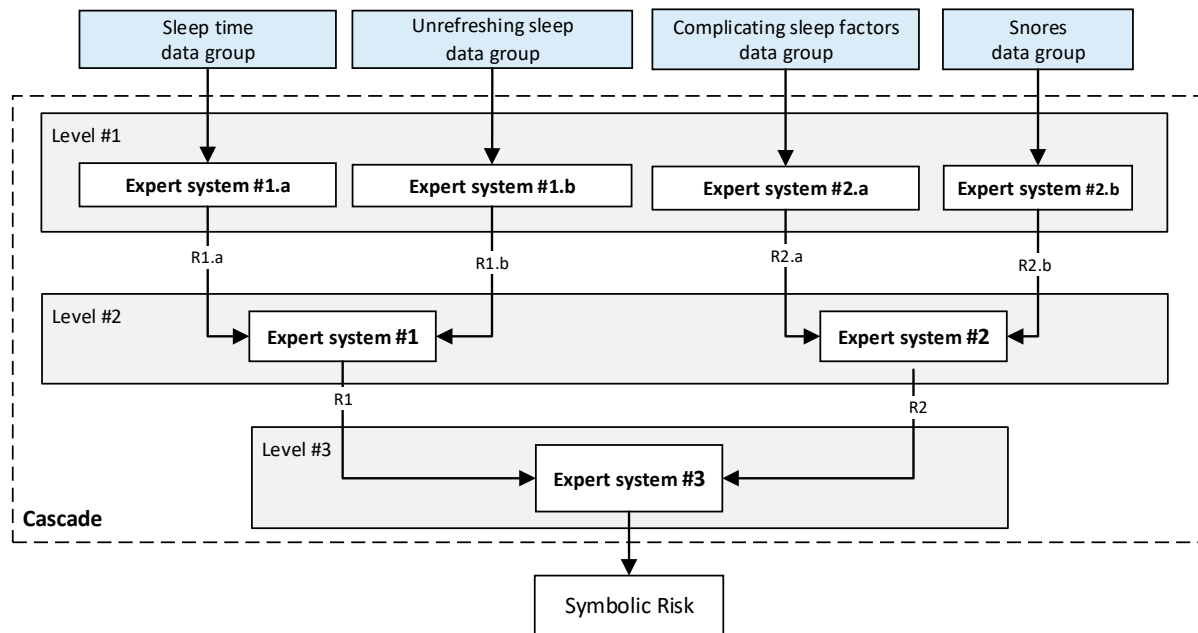 Sleep time
data group
Unrefreshing sleep
data group
Complicating sleep factors
data group
Snores
data group
Level #1
Expert system #1.a
Expert system #1.b
Expert system #2.a
Expert system #2.b
R1.a
R1.b
R2.a
R2.b
Level #2
Expert system #1
Expert system #2
R1
R2
Level #3
Expert system #3
Cascade
Symbolic Risk